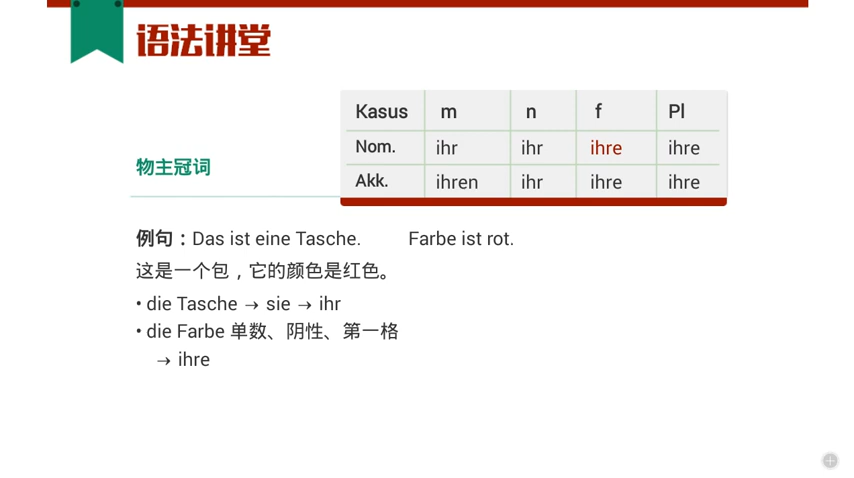 语法讲堂
Kasus m n f Pl
Nom. ihr ihr ihre ihre
物主冠词
Akk. ihren ihr ihre ihre
例句：Das ist eine Tasche. Farbe ist rot.
这是一个包，它的颜色是红色。
• die Tasche → sie → ihr
• die Farbe 单数、阴性、第一格
→ ihre